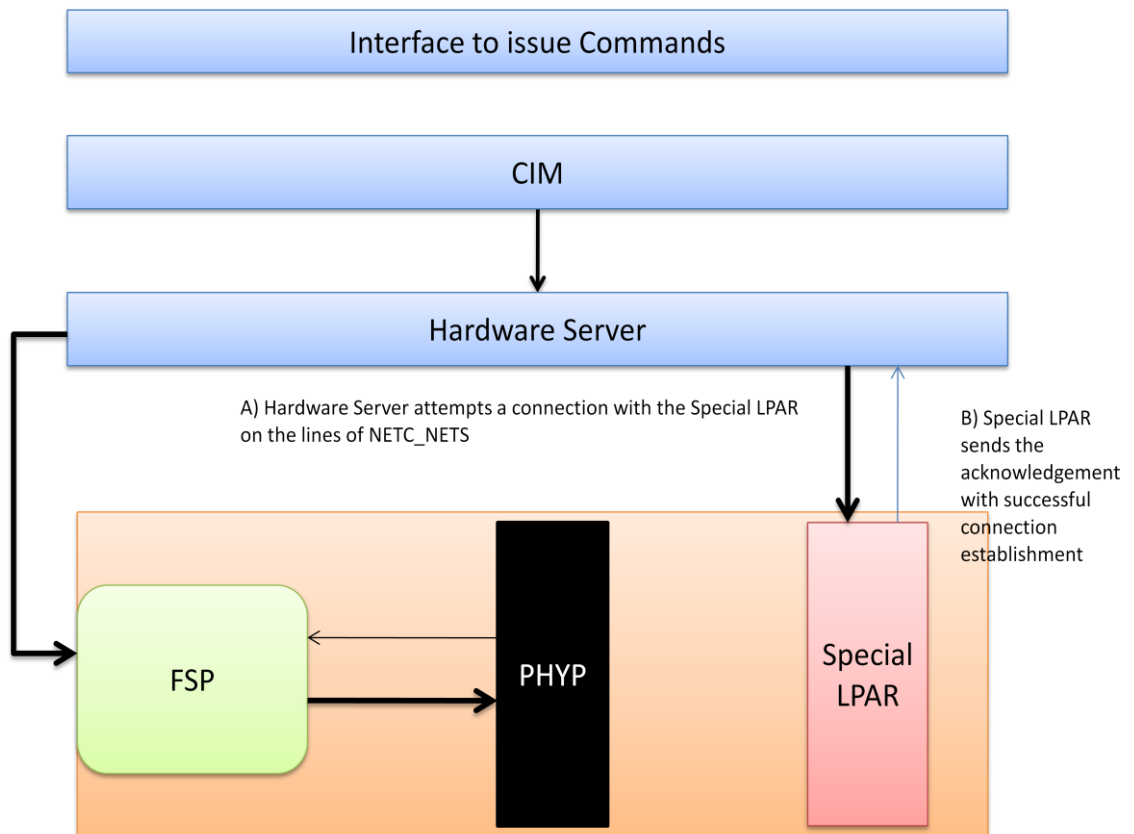 Interface to issue Commands
CIM
Hardware Server
A) Hardware Server attempts a connection with the Special LPAR
on the lines of NETC_NETS
B) Special LPAR
sends the
acknowledgement
with successful
connection
establishment
FSP
PHYP
Special
LPAR